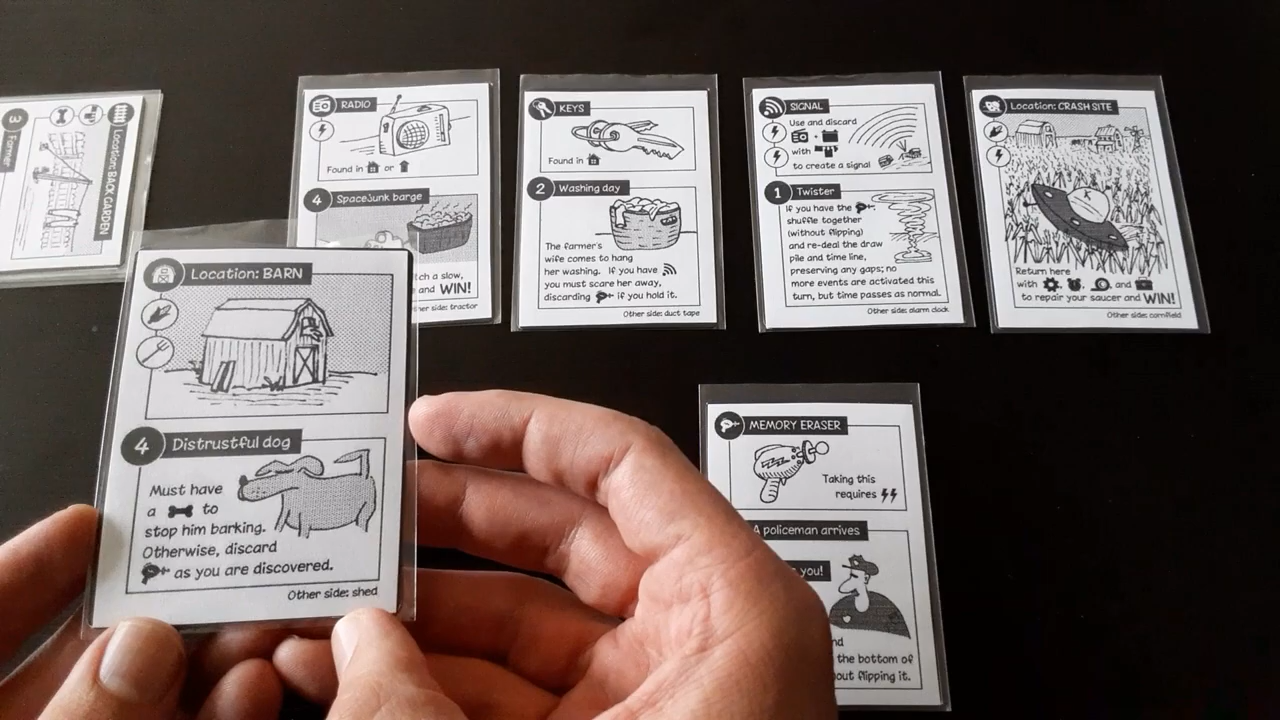 Location: BACK GARDEN
3
Farmer
RADIO
Found in or
4 SpaceJunk barge
tch a slow,
and WIN!
er side: tractor
KEYS
Found in
2 Washing day
The farmer's
wife comes to hang
her washing. If you have
you must scare her away,
discarding if you hold it.
Other side: duct tape
SIGNAL
Use and discard
+
with
to create a signal
1 Twister
If you have the
shuffle together
(without flipping)
and re-deal the draw
pile and time line,
preserving any gaps; no
more events are activated this
turn, but time passes as normal.
Other side: alarm clock
Location: CRASH SITE
Return here
with , , , and
to repair your saucer and WIN!
Other side: cornfield
Location: BARN
4 Distrustful dog
Must have
a to
stop him barking.
Otherwise, discard
as you are discovered.
Other side: shed
MEMORY ERASER
Taking this
requires
A policeman arrives
you!
nd
the bottom of
out flipping it.